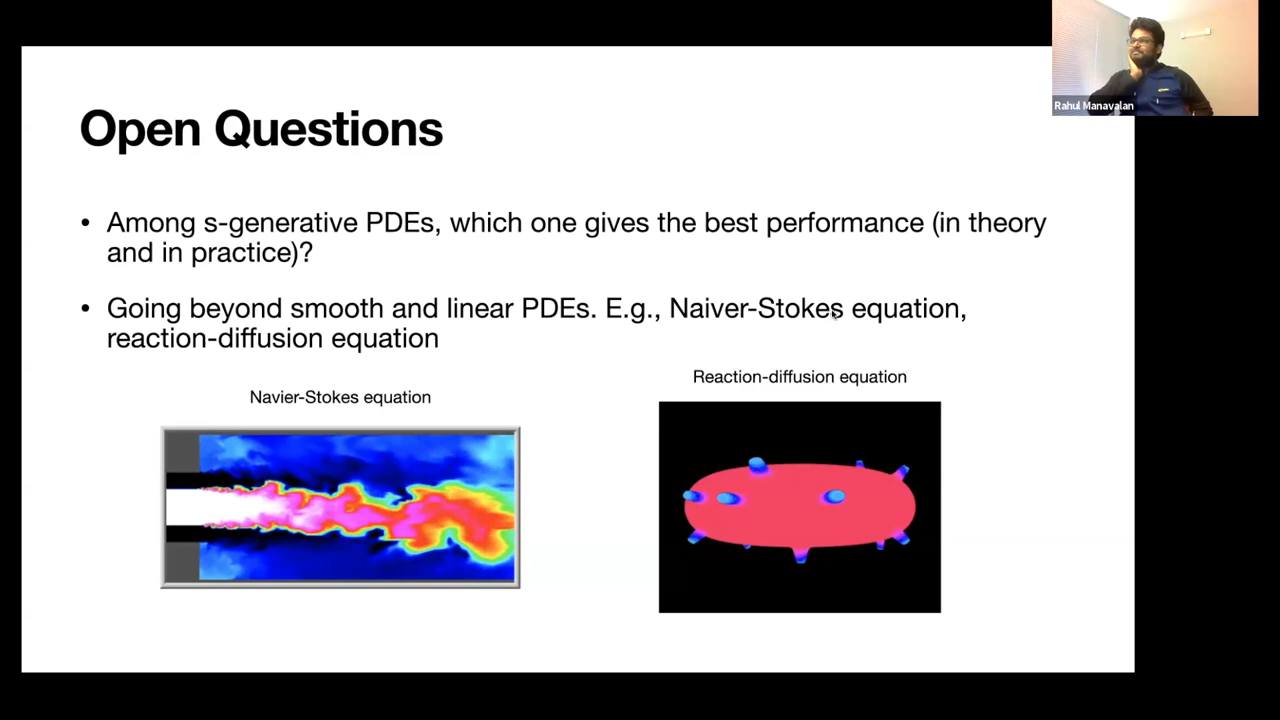 Rahul Manavalan
Open Questions
• Among s-generative PDEs, which one gives the best performance (in theory
and in practice)?
• Going beyond smooth and linear PDEs. E.g., Naiver-Stokes equation,
reaction-diffusion equation
Navier-Stokes equation
Reaction-diffusion equation